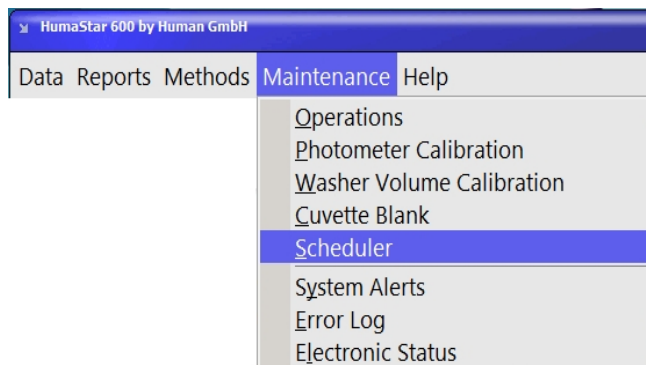 HumaStar 600 by Human GmbH
Data Reports Methods Maintenance Help
Operations
Photometer Calibration
Washer Volume Calibration
Cuvette Blank
Scheduler
System Alerts
Error Log
Electronic Status